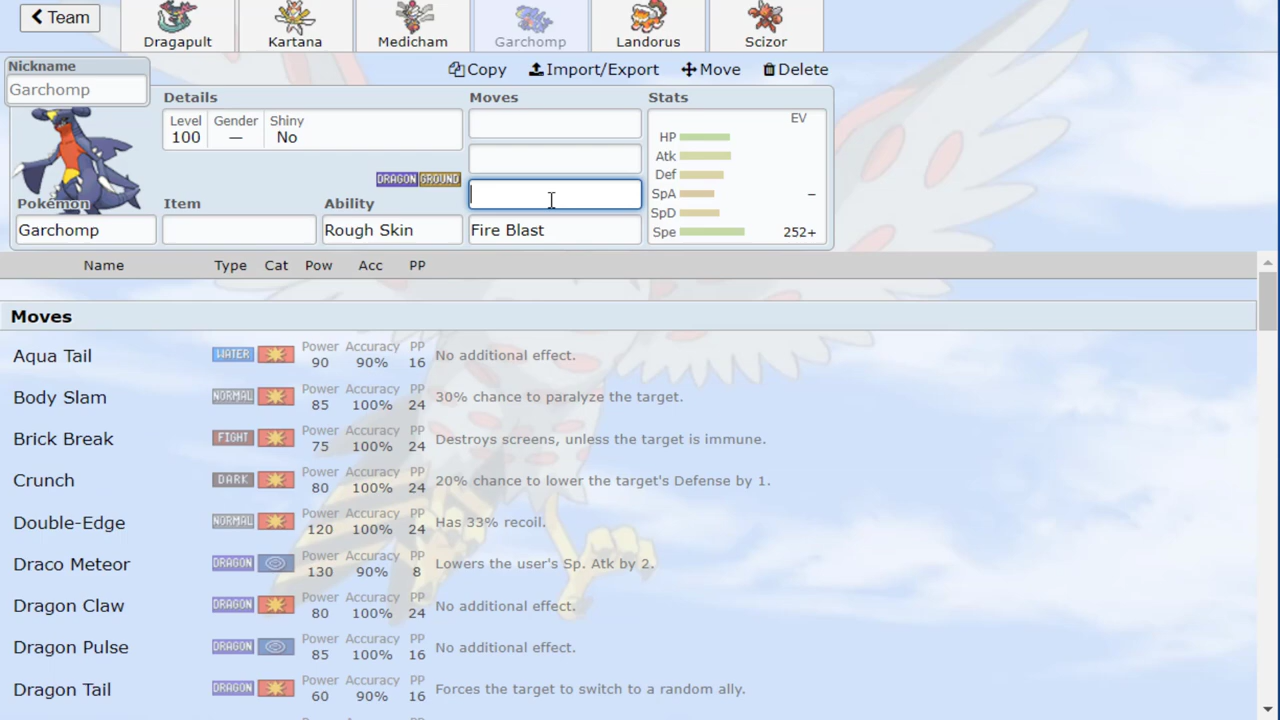 Team
Dragapult
Kartana
Medicham
Garchomp
Landorus
Scizor
Nickname
Garchomp
Copy
Import/Export
Move
Delete
Details
Level
100
Gender
—
Shiny
No
DRAGON GROUND
Pokémon
Garchomp
Item
Ability
Rough Skin
Moves
Fire Blast
Stats
EV
HP
Atk
Def
SpA –
SpD
Spe 252+
Name Type Cat Pow Acc PP
Moves
Aqua Tail WATER Power 90 Accuracy 90% PP 16 No additional effect.
Body Slam NORMAL Power 85 Accuracy 100% PP 24 30% chance to paralyze the target.
Brick Break FIGHT Power 75 Accuracy 100% PP 24 Destroys screens, unless the target is immune.
Crunch DARK Power 80 Accuracy 100% PP 24 20% chance to lower the target's Defense by 1.
Double-Edge NORMAL Power 120 Accuracy 100% PP 24 Has 33% recoil.
Draco Meteor DRAGON Power 130 Accuracy 90% PP 8 Lowers the user's Sp. Atk by 2.
Dragon Claw DRAGON Power 80 Accuracy 100% PP 24 No additional effect.
Dragon Pulse DRAGON Power 85 Accuracy 100% PP 16 No additional effect.
Dragon Tail DRAGON Power 60 Accuracy 90% PP 16 Forces the target to switch to a random ally.